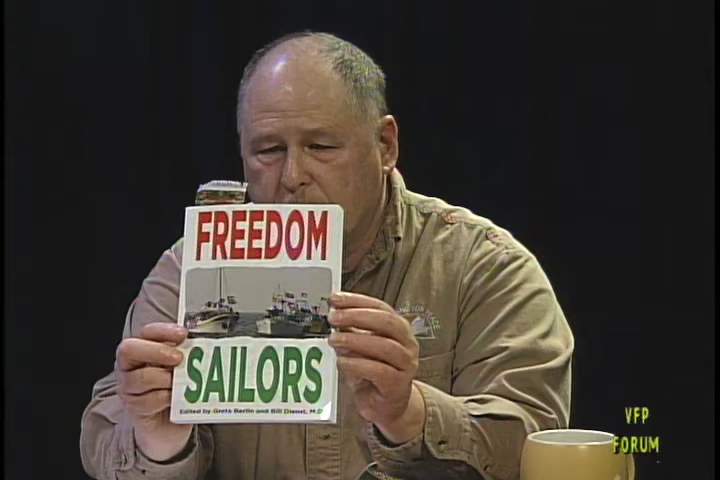 FREEDOM
SAILORS
Edited by Greta Berlin and Bill Dienst, M.D.
VFP
FORUM